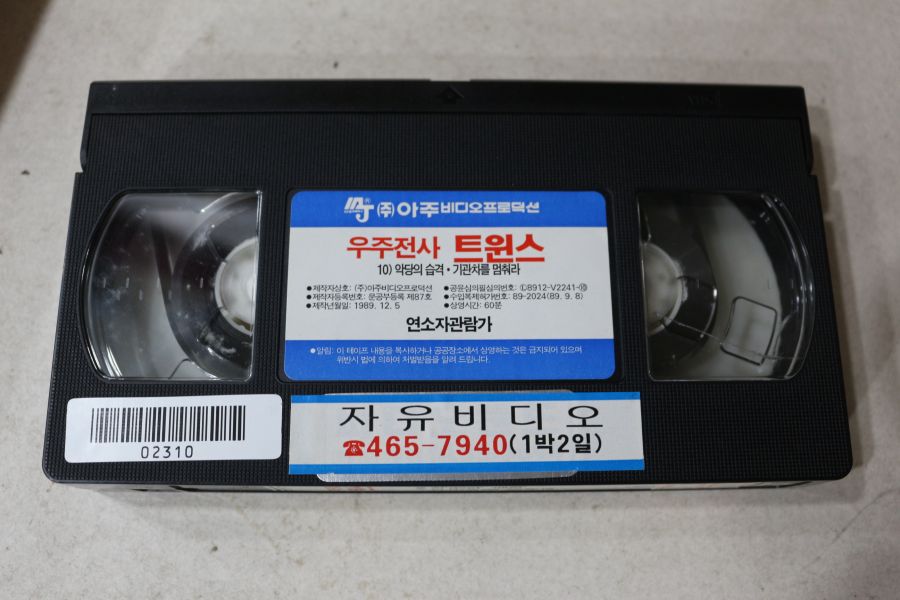 (주)아주비디오프로덕션
우주전사 트윈스
10) 악당의 습격・기관차를 멈춰라
●제작자상호: (주)아주비디오프로덕션
●제작자등록번호: 문공부등록 제87호
●제작년월일: 1989. 12. 5
●공윤심의필심의번호: ⓒ8912-V2241-⑩
●수입복제허가번호: 89-2024(89. 9. 8)
●상영시간: 60분
연소자관람가
●알림: 이 테이프 내용을 복사하거나 공공장소에서 상영하는 것은 금지되어 있으며
위반시 법에 의하여 처벌받음을 알려 드립니다.
02310
자유비디오
☎465-7940(1박2일)